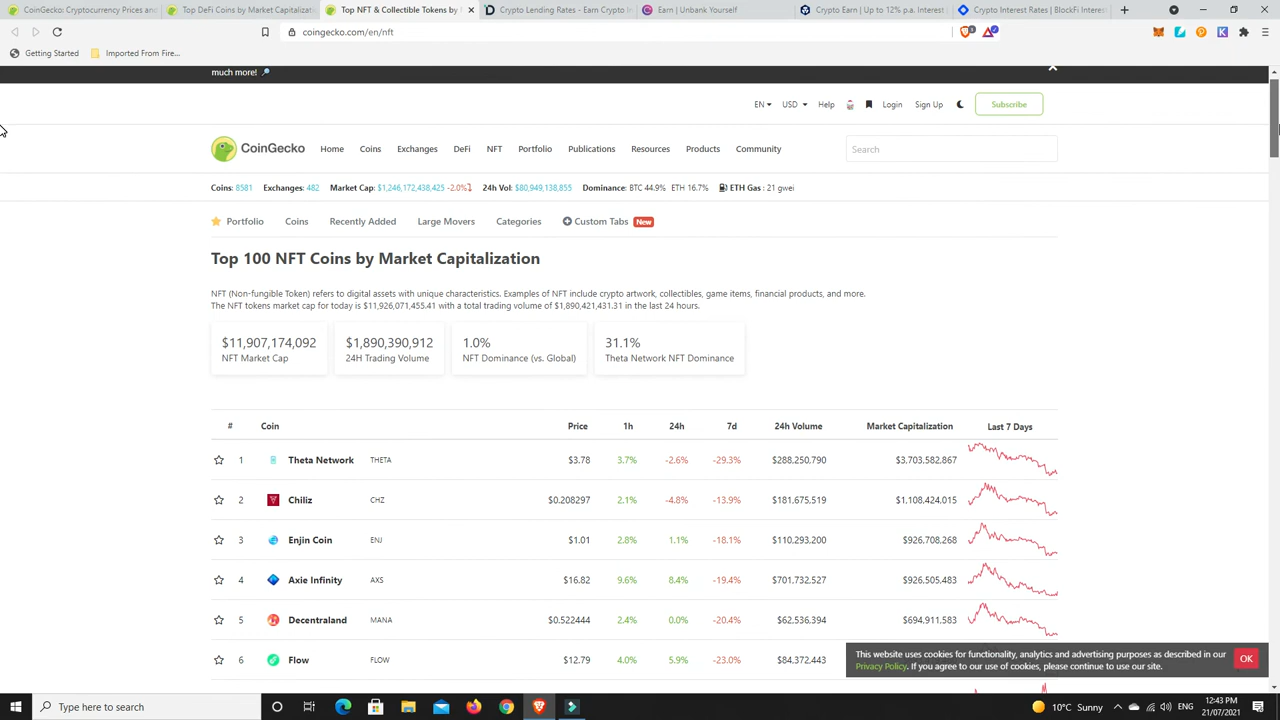 CoinGecko: Cryptocurrency Prices and
Top DeFi Coins by Market Capitalizati
Top NFT & Collectible Tokens by
Crypto Lending Rates - Earn Crypto In
Earn | Unbank Yourself
Crypto Earn | Up to 12% p.a. Interest
Crypto Interest Rates | BlockFi Interest
coingecko.com/en/nft
Getting Started
Imported From Fire...
much more!
EN
USD
Help
Login
Sign Up
Subscribe
CoinGecko
Home
Coins
Exchanges
DeFi
NFT
Portfolio
Publications
Resources
Products
Community
Search
Coins: 8581
Exchanges: 482
Market Cap: $1,246,172,438,425 -2.0%
24h Vol: $80,949,138,855
Dominance: BTC 44.9% ETH 16.7%
ETH Gas: 21 gwei
Portfolio
Coins
Recently Added
Large Movers
Categories
Custom Tabs New
Top 100 NFT Coins by Market Capitalization
NFT (Non-fungible Token) refers to digital assets with unique characteristics. Examples of NFT include crypto artwork, collectibles, game items, financial products, and more.
The NFT tokens market cap for today is $11,926,071,455.41 with a total trading volume of $1,890,421,431.31 in the last 24 hours.
$11,907,174,092
NFT Market Cap
$1,890,390,912
24H Trading Volume
1.0%
NFT Dominance (vs. Global)
31.1%
Theta Network NFT Dominance
# Coin Price 1h 24h 7d 24h Volume Market Capitalization Last 7 Days
1 Theta Network THETA $3.78 3.7% -2.6% -29.3% $288,250,790 $3,703,582,867
2 Chiliz CHZ $0.208297 2.1% -4.8% -13.9% $181,675,519 $1,108,424,015
3 Enjin Coin ENJ $1.01 2.8% 1.1% -18.1% $110,293,200 $926,708,268
4 Axie Infinity AXS $16.82 9.6% 8.4% -19.4% $701,732,527 $926,505,483
5 Decentraland MANA $0.522444 2.4% 0.0% -20.4% $62,536,394 $694,911,583
6 Flow FLOW $12.79 4.0% 5.9% -23.0% $84,372,443
This website uses cookies for functionality, analytics and advertising purposes as described in our
Privacy Policy. If you agree to our use of cookies, please continue to use our site.
OK
Type here to search
10°C Sunny
ENG
12:43 PM
21/07/2021